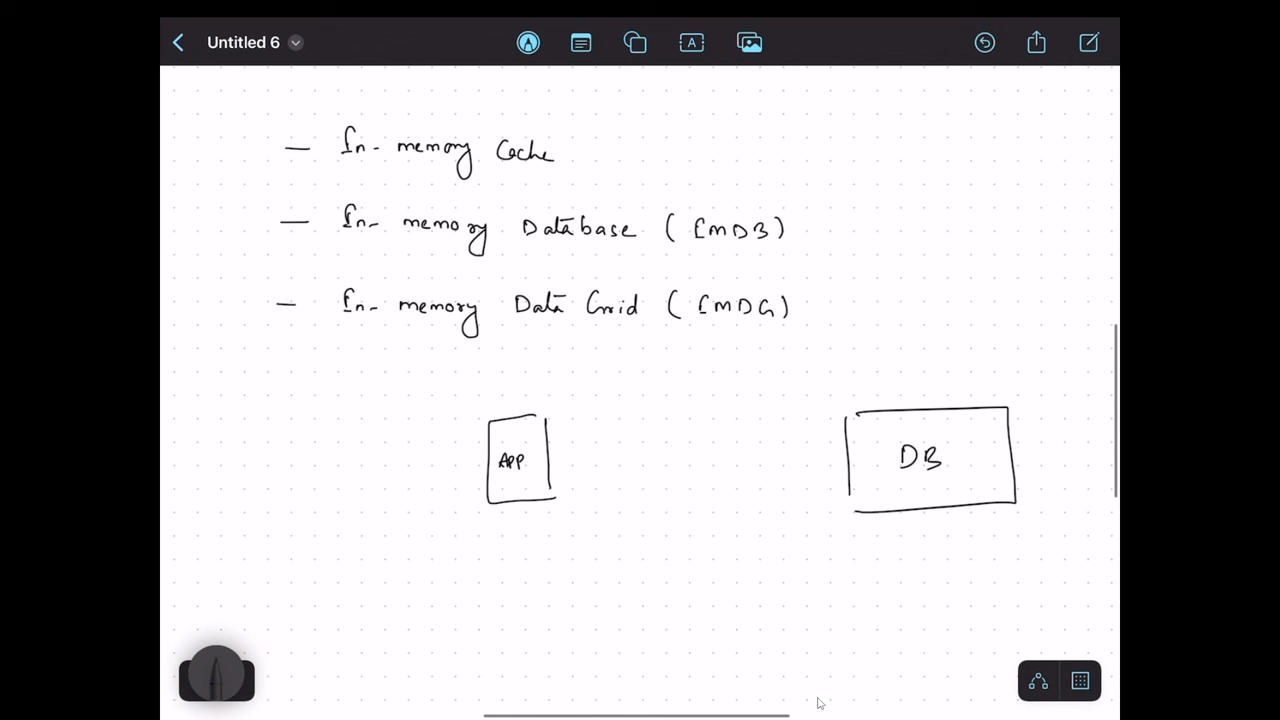 Untitled 6
— In-memory Cache
— In-memory Database (IMDB)
- In-memory Data Grid (IMDG)
APP
DB